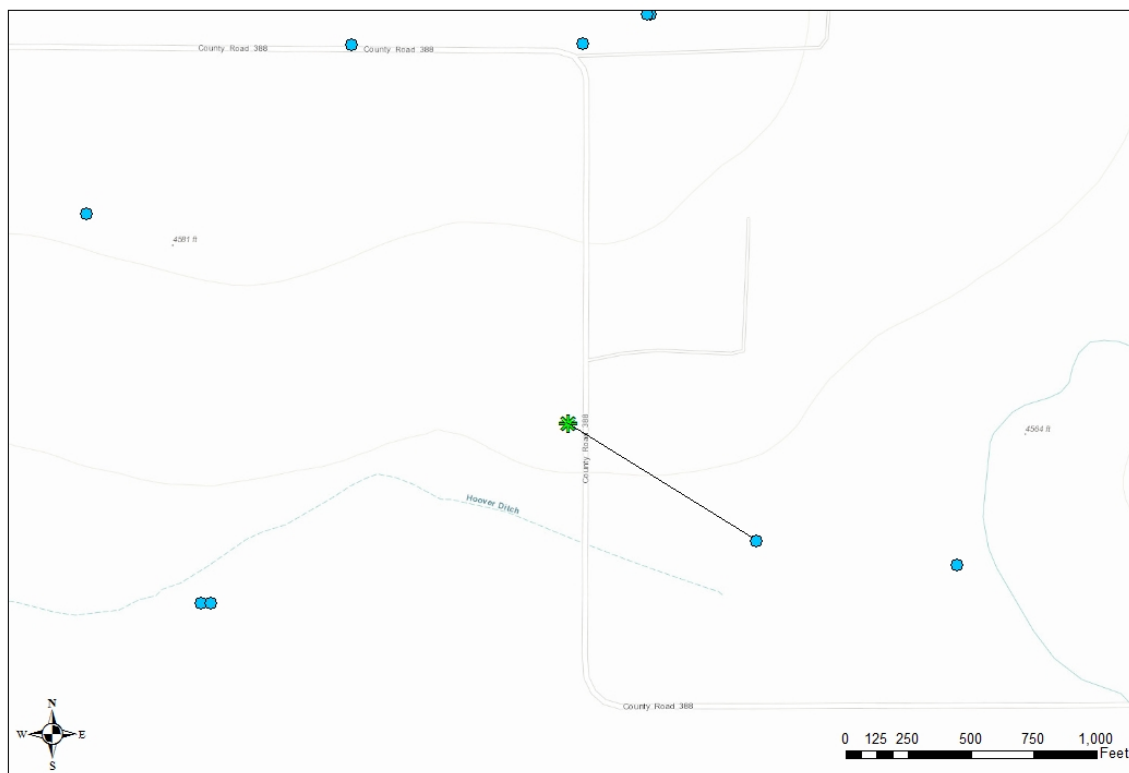 County Road 388
County Road 388
4581 ft
County Road 388
4564 ft
Hoover Ditch
County Road 388
N
W E
S
0 125 250 500 750 1,000
Feet